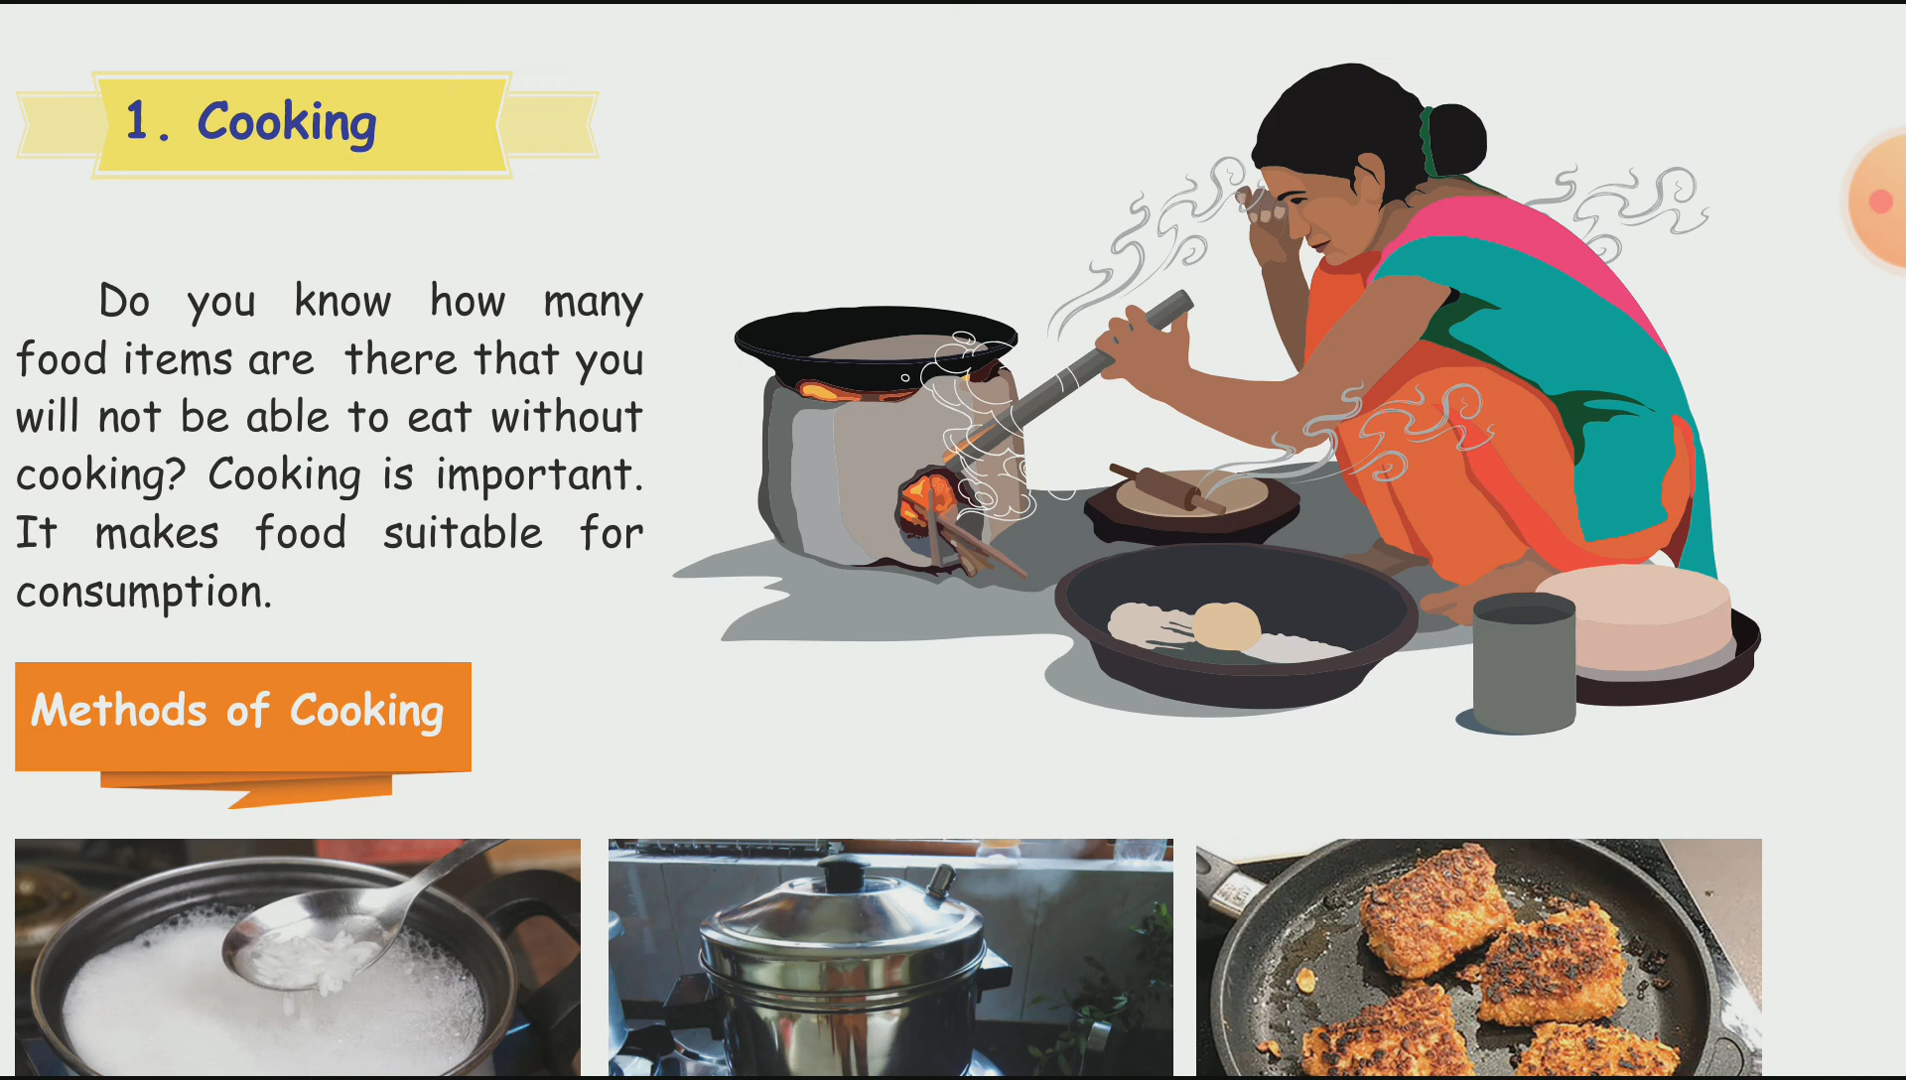 1. Cooking
Do you know how many
food items are there that you
will not be able to eat without
cooking? Cooking is important.
It makes food suitable for
consumption.
Methods of Cooking